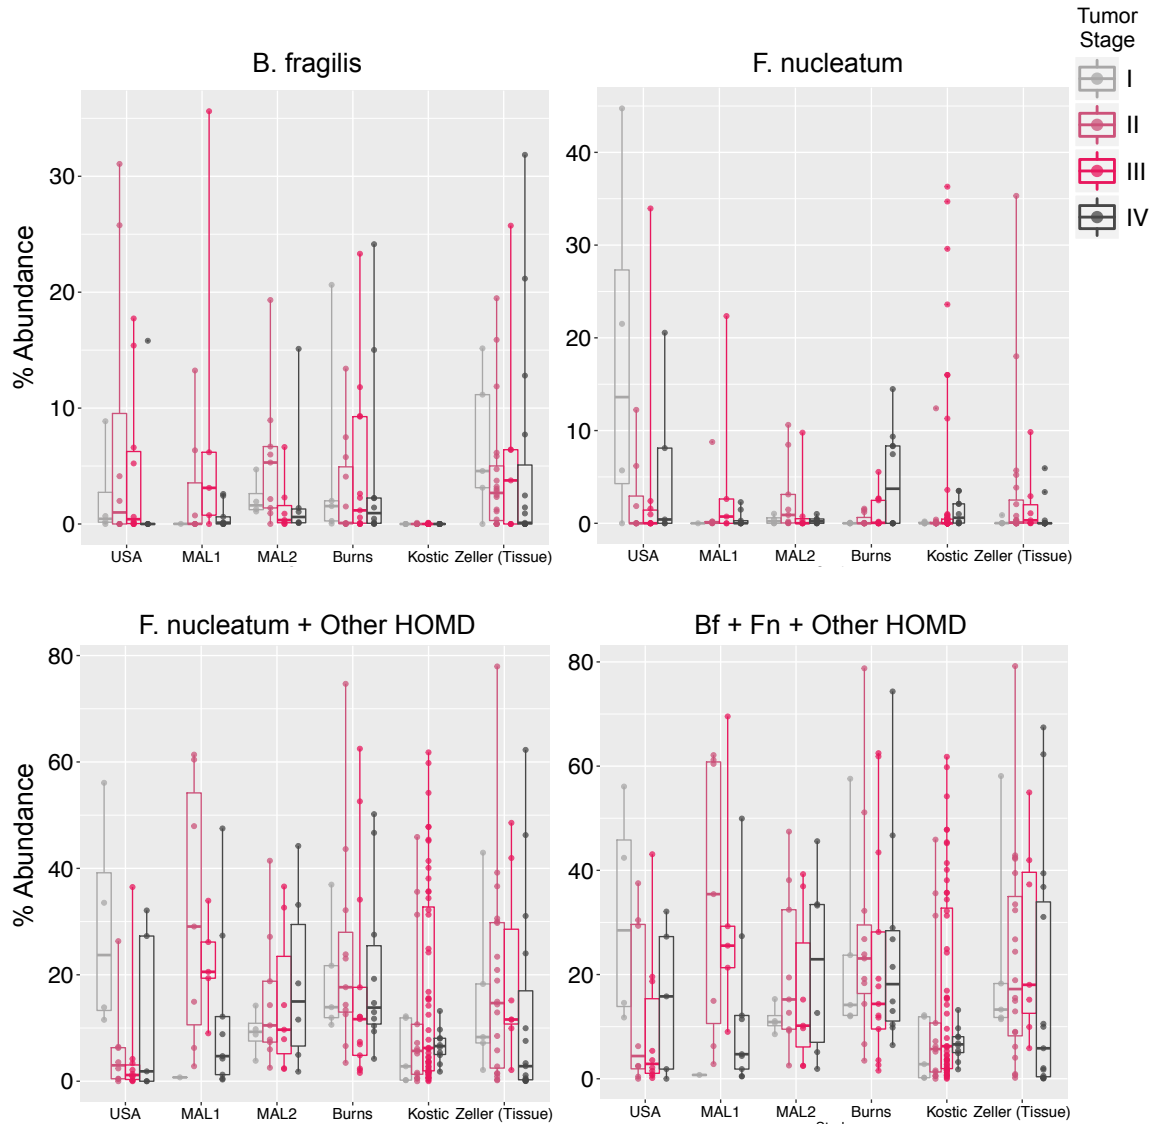 Tumor
Stage
I
II
III
IV
B. fragilis
F. nucleatum
% Abundance
30
20
10
0
40
30
20
10
0
USA MAL1 MAL2 Burns Kostic Zeller (Tissue)
USA MAL1 MAL2 Burns Kostic Zeller (Tissue)
F. nucleatum + Other HOMD
Bf + Fn + Other HOMD
% Abundance
80
60
40
20
0
80
60
40
20
0
USA MAL1 MAL2 Burns Kostic Zeller (Tissue)
USA MAL1 MAL2 Burns Kostic Zeller (Tissue)